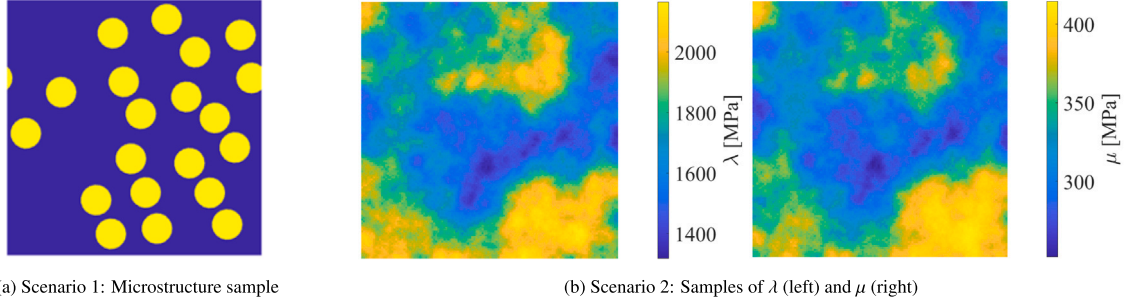 2000
1800
1600
1400
λ [MPa]
400
350
300
μ [MPa]
(a) Scenario 1: Microstructure sample
(b) Scenario 2: Samples of λ (left) and μ (right)